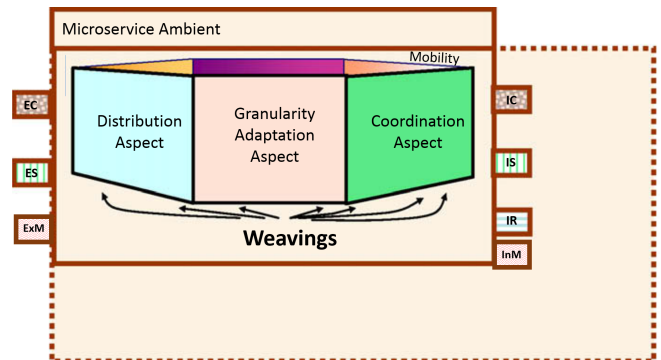 Microservice Ambient
Mobility
EC
IC
Distribution
Aspect
Granularity
Adaptation
Aspect
Coordination
Aspect
ES
IS
ExM
IR
Weavings
InM